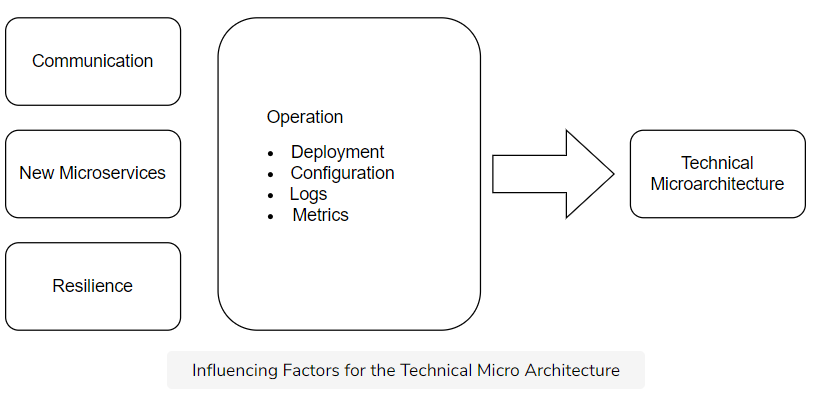 Communication
New Microservices
Resilience
Operation
• Deployment
• Configuration
• Logs
• Metrics
Technical
Microarchitecture
Influencing Factors for the Technical Micro Architecture